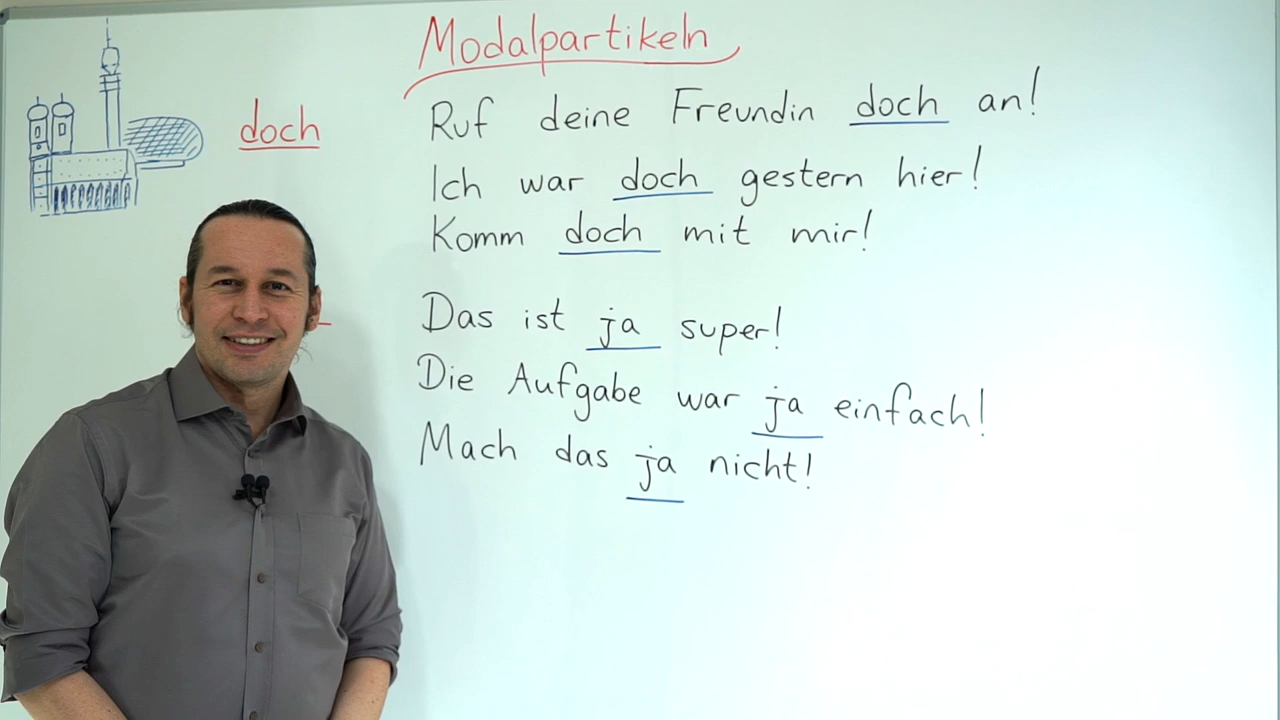 Modalpartikeln
doch
Ruf deine Freundin doch an!
Ich war doch gestern hier!
Komm doch mit mir!
Das ist ja super!
Die Aufgabe war ja einfach!
Mach das ja nicht!